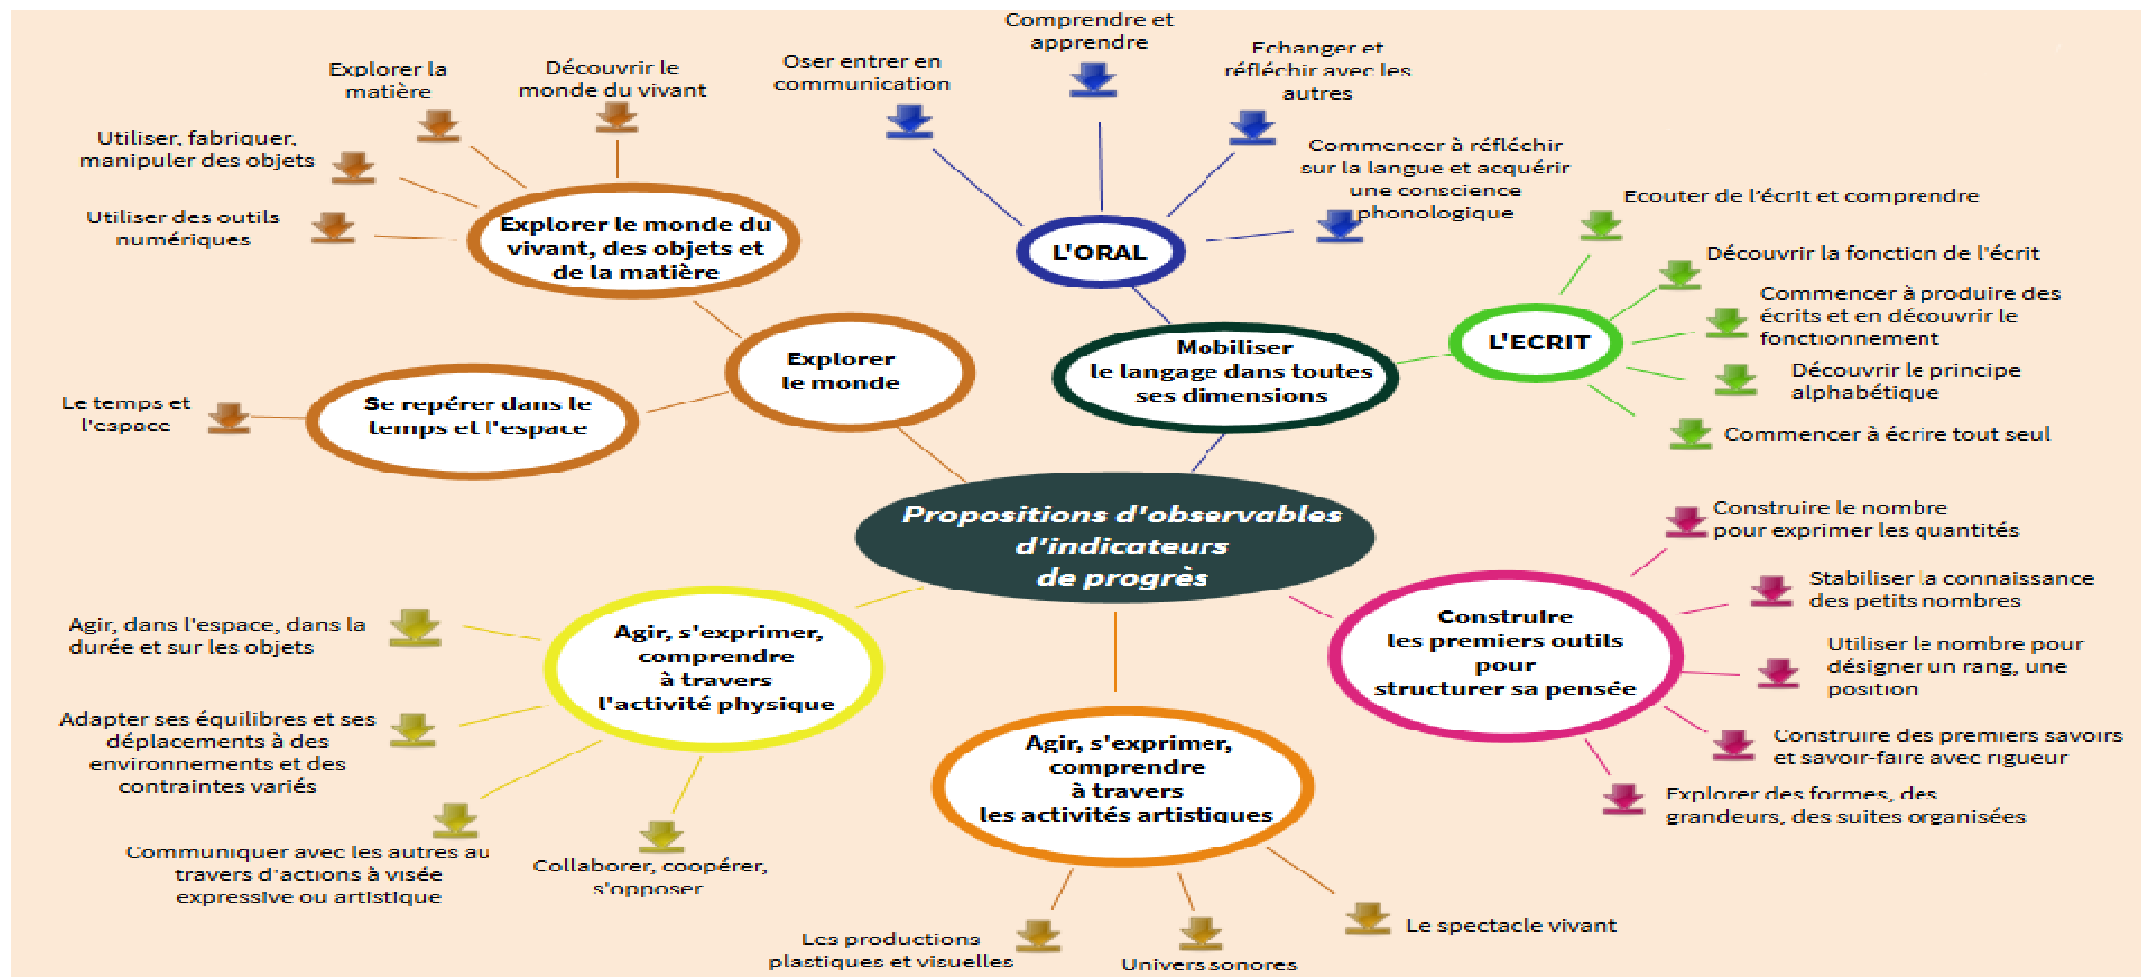 Comprendre et
apprendre
Oser entrer en
communication
Echanger et
réfléchir avec les
autres
Commencer à réfléchir
sur la langue et acquérir
une conscience
phonologique
Explorer la
matière
Découvrir le
monde du vivant
Utiliser, fabriquer,
manipuler des objets
Utiliser des outils
numériques
Explorer le monde du
vivant, des objets et
de la matière
L'ORAL
Ecouter de l'écrit et comprendre
Découvrir la fonction de l'écrit
Commencer à produire des
écrits et en découvrir le
fonctionnement
Découvrir le principe
alphabétique
Commencer à écrire tout seul
L'ECRIT
Mobiliser
le langage dans toutes
ses dimensions
Explorer
le monde
Se repérer dans le
temps et l'espace
Le temps et
l'espace
Propositions d'observables
d'indicateurs
de progrès
Construire le nombre
pour exprimer les quantités
Stabiliser la connaissance
des petits nombres
Utiliser le nombre pour
désigner un rang, une
position
Construire des premiers savoirs
et savoir-faire avec rigueur
Explorer des formes, des
grandeurs, des suites organisées
Construire
les premiers outils
pour
structurer sa pensée
Agir, s'exprimer,
comprendre
à travers
l'activité physique
Agir, dans l'espace, dans la
durée et sur les objets
Adapter ses équilibres et ses
déplacements à des
environnements et des
contraintes variés
Communiquer avec les autres au
travers d'actions à visée
expressive ou artistique
Collaborer, coopérer,
s'opposer
Agir, s'exprimer,
comprendre
à travers
les activités artistiques
Les productions
plastiques et visuelles
Univers sonores
Le spectacle vivant